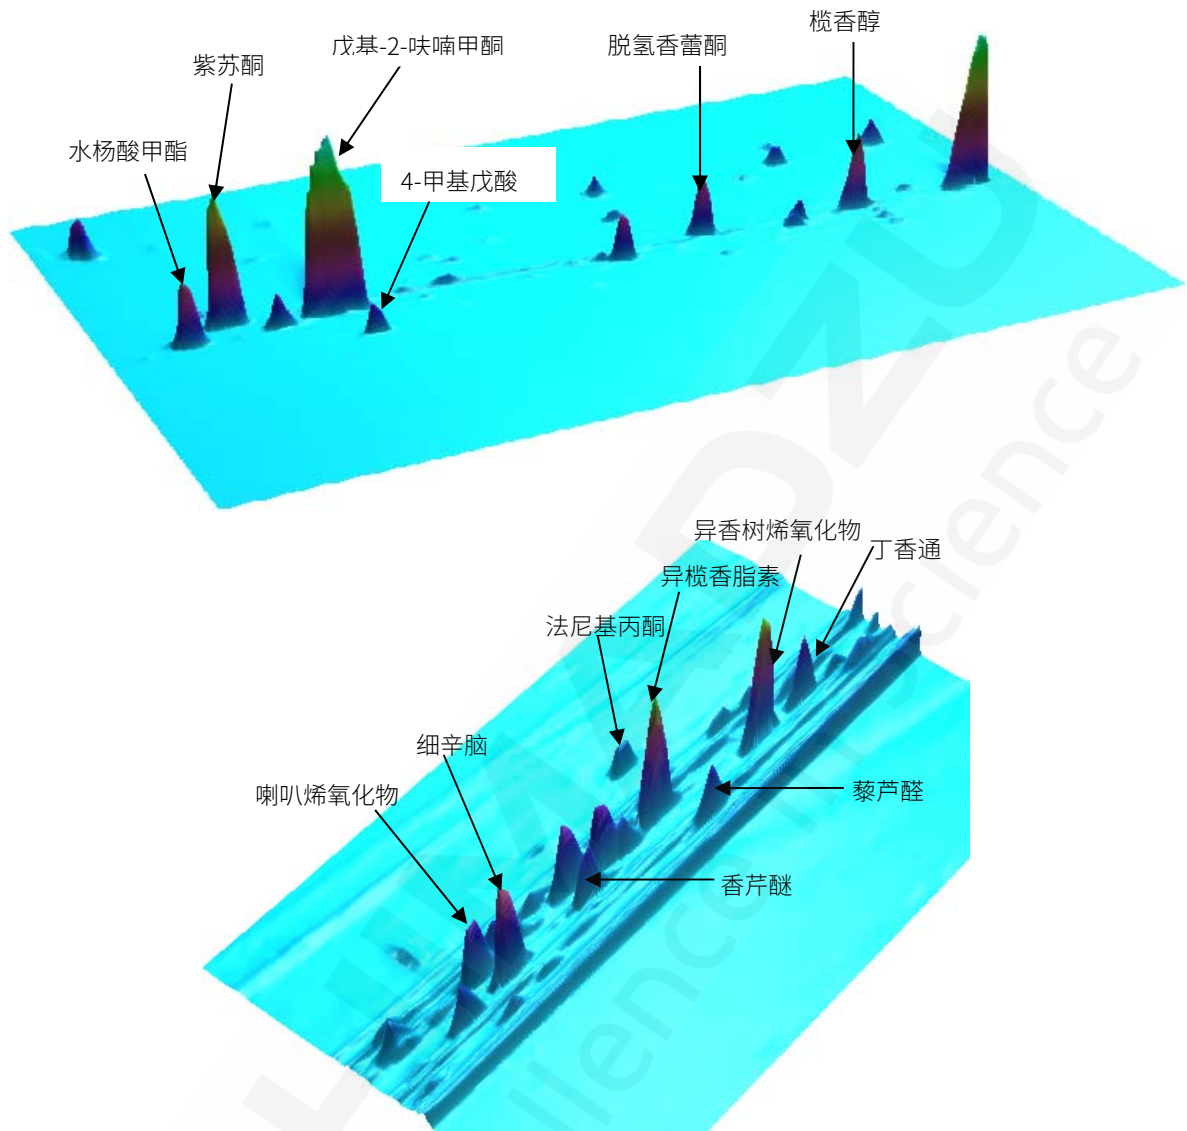 榄香醇
戊基-2-呋喃甲酮
脱氢香薷酮
紫苏酮
水杨酸甲酯
4-甲基戊酸
异香树烯氧化物
丁香通
异榄香脂素
法尼基丙酮
细辛脑
藜芦醛
喇叭烯氧化物
香芹醚